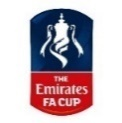 THE
Emirates
FA CUP